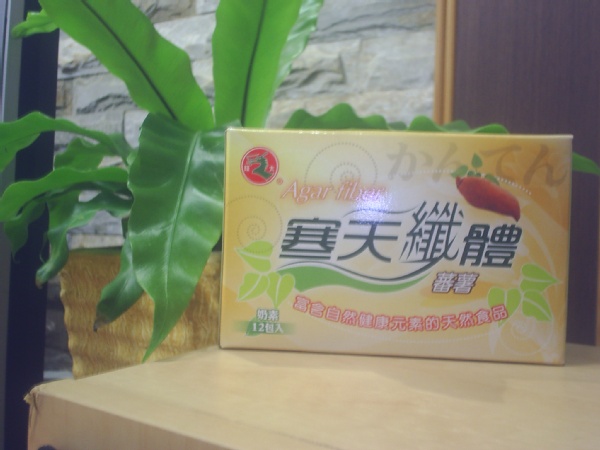 かんてん
Agar fiber
寒天纖體
蕃薯
富含自然健康元素的天然食品
奶素
12包入